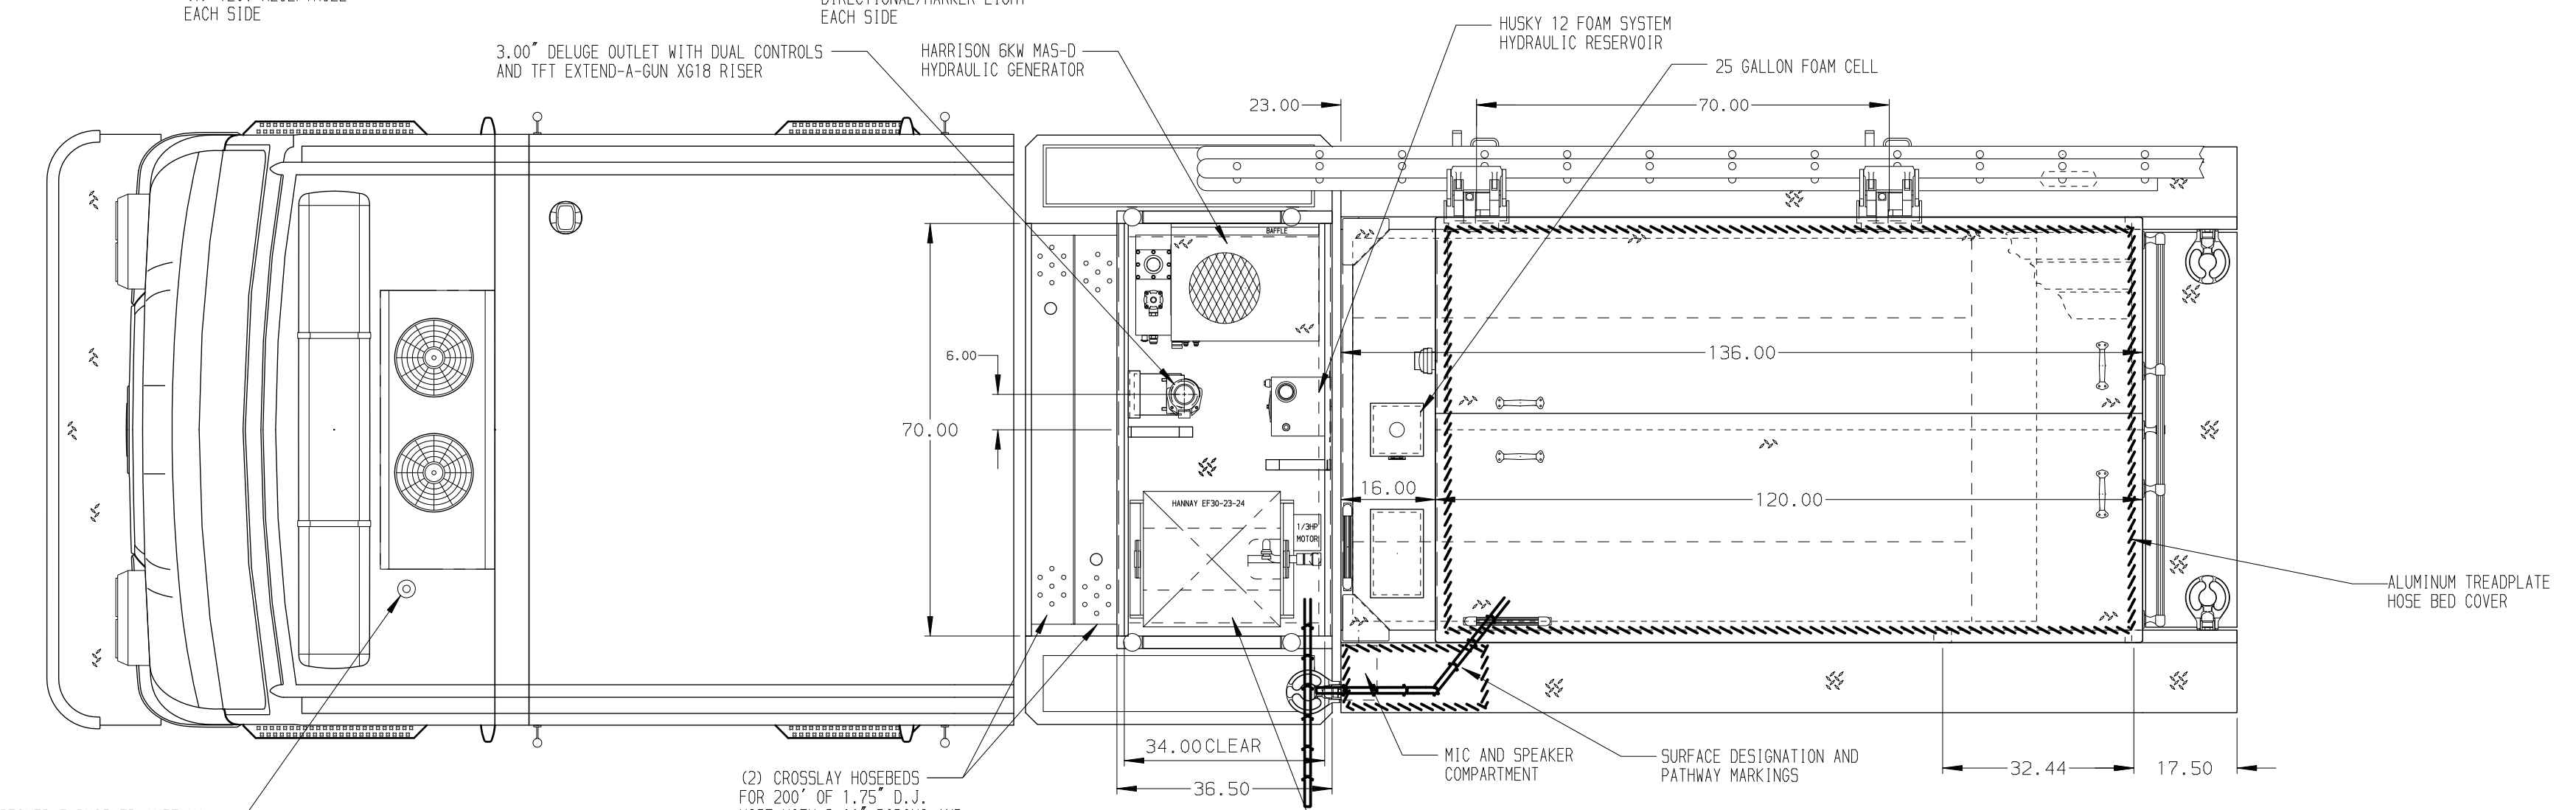 EACH SIDE
EACH SIDE
3.00" DELUGE OUTLET WITH DUAL CONTROLS
AND TFT EXTEND-A-GUN XG18 RISER
HARRISON 6KW MAS-D
HYDRAULIC GENERATOR
HUSKY 12 FOAM SYSTEM
HYDRAULIC RESERVOIR
25 GALLON FOAM CELL
23.00
70.00
BAFFLE
6.00
70.00
136.00
16.00
120.00
HANNAY EF30-23-24
1/3HP
MOTOR
ALUMINUM TREADPLATE
HOSE BED COVER
34.00 CLEAR
36.50
MIC AND SPEAKER
COMPARTMENT
SURFACE DESIGNATION AND
PATHWAY MARKINGS
32.44
17.50
(2) CROSSLAY HOSEBEDS
FOR 200' OF 1.75" D.J.